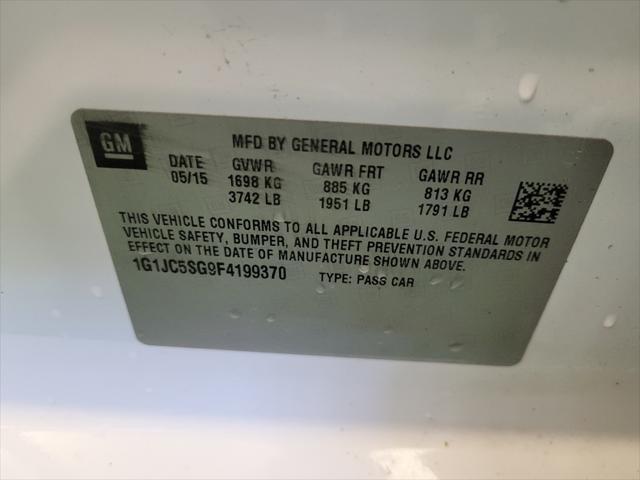 GM
MFD BY GENERAL MOTORS LLC
DATE GVWR GAWR FRT GAWR RR
05/15 1698 KG 885 KG 813 KG
3742 LB 1951 LB 1791 LB
THIS VEHICLE CONFORMS TO ALL APPLICABLE U.S. FEDERAL MOTOR
VEHICLE SAFETY, BUMPER, AND THEFT PREVENTION STANDARDS IN
EFFECT ON THE DATE OF MANUFACTURE SHOWN ABOVE.
1G1JC5SG9F4199370 TYPE: PASS CAR